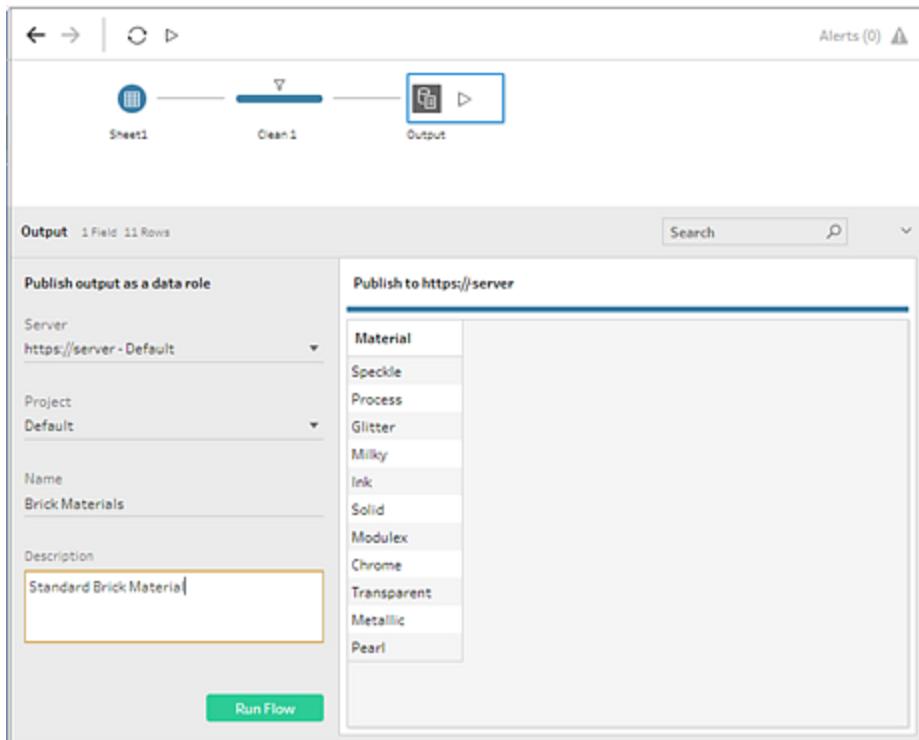 Alerts (0)
Sheet1
Clean 1
Output
Output 1 Field 11 Rows
Search
Publish output as a data role
Server
https://server - Default
Project
Default
Name
Brick Materials
Description
Standard Brick Material
Run Flow
Publish to https://server
Material
Speckle
Process
Glitter
Milky
Ink
Solid
Modulex
Chrome
Transparent
Metallic
Pearl